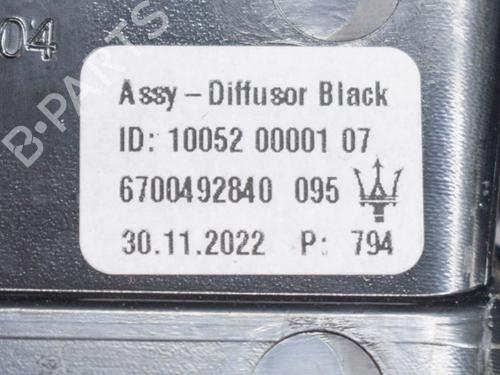 04
Assy – Diffusor Black
ID: 10052 00001 07
6700492840 095
30.11.2022 P: 794
B-PARTS